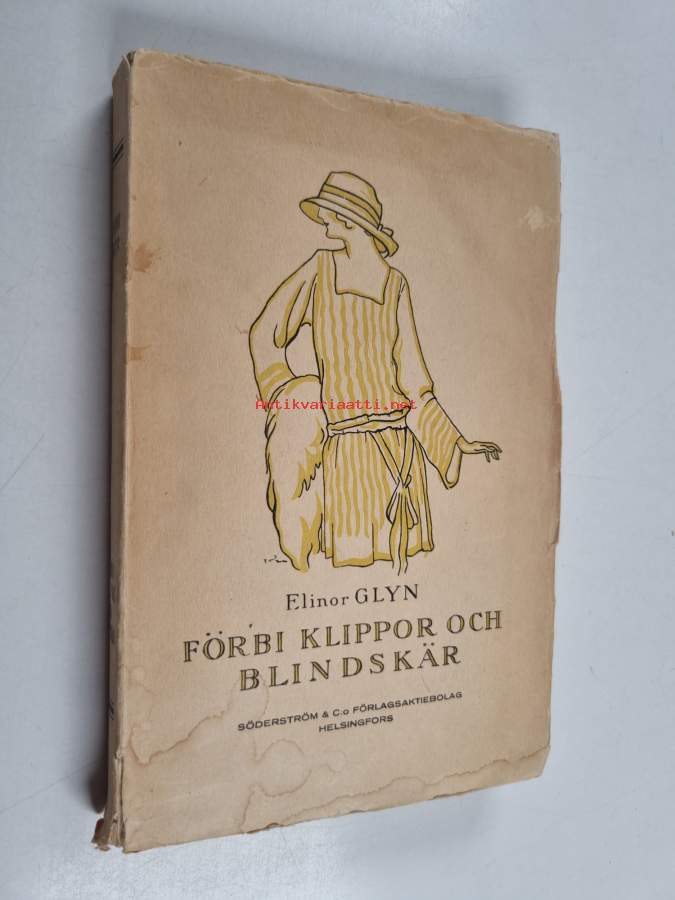 Antikvariaatti.net
Elinor GLYN
FÖRBI KLIPPOR OCH
BLINDSKÄR
SÖDERSTRÖM & C:o FÖRLAGSAKTIEBOLAG
HELSINGFORS